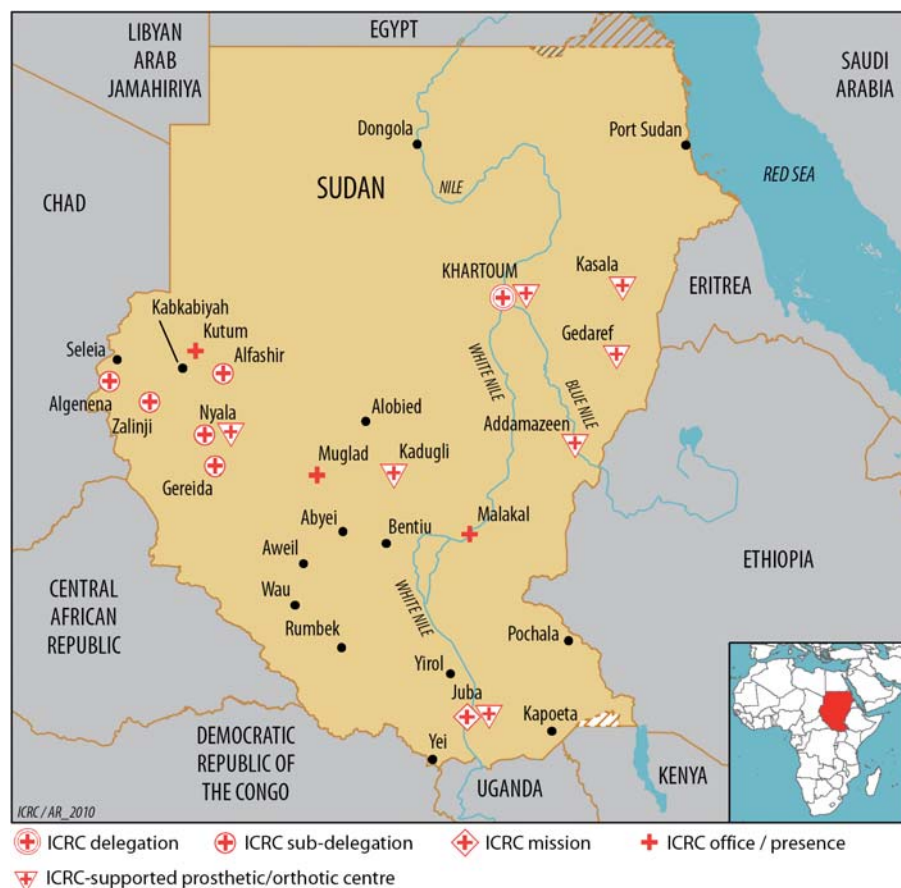 LIBYAN
ARAB
JAMAHIRIYA
EGYPT
SAUDI
ARABIA
Dongola
Port Sudan
RED SEA
SUDAN
NILE
CHAD
KHARTOUM
Kasala
ERITREA
Kabkabiyah
Kutum
Gedaref
Seleia
Alfashir
WHITE NILE
BLUE NILE
Algenena
Zalinji
Nyala
Alobied
Addamazeen
Muglad
Kadugli
Gereida
Malakal
Abyei
Bentiu
ETHIOPIA
Aweil
CENTRAL
AFRICAN
REPUBLIC
Wau
WHITE NILE
Rumbek
Pochala
Yirol
Juba
Kapoeta
DEMOCRATIC
REPUBLIC OF
THE CONGO
Yei
UGANDA
KENYA
ICRC / AR_2010
ICRC delegation
ICRC sub-delegation
ICRC mission
ICRC office / presence
ICRC-supported prosthetic/orthotic centre